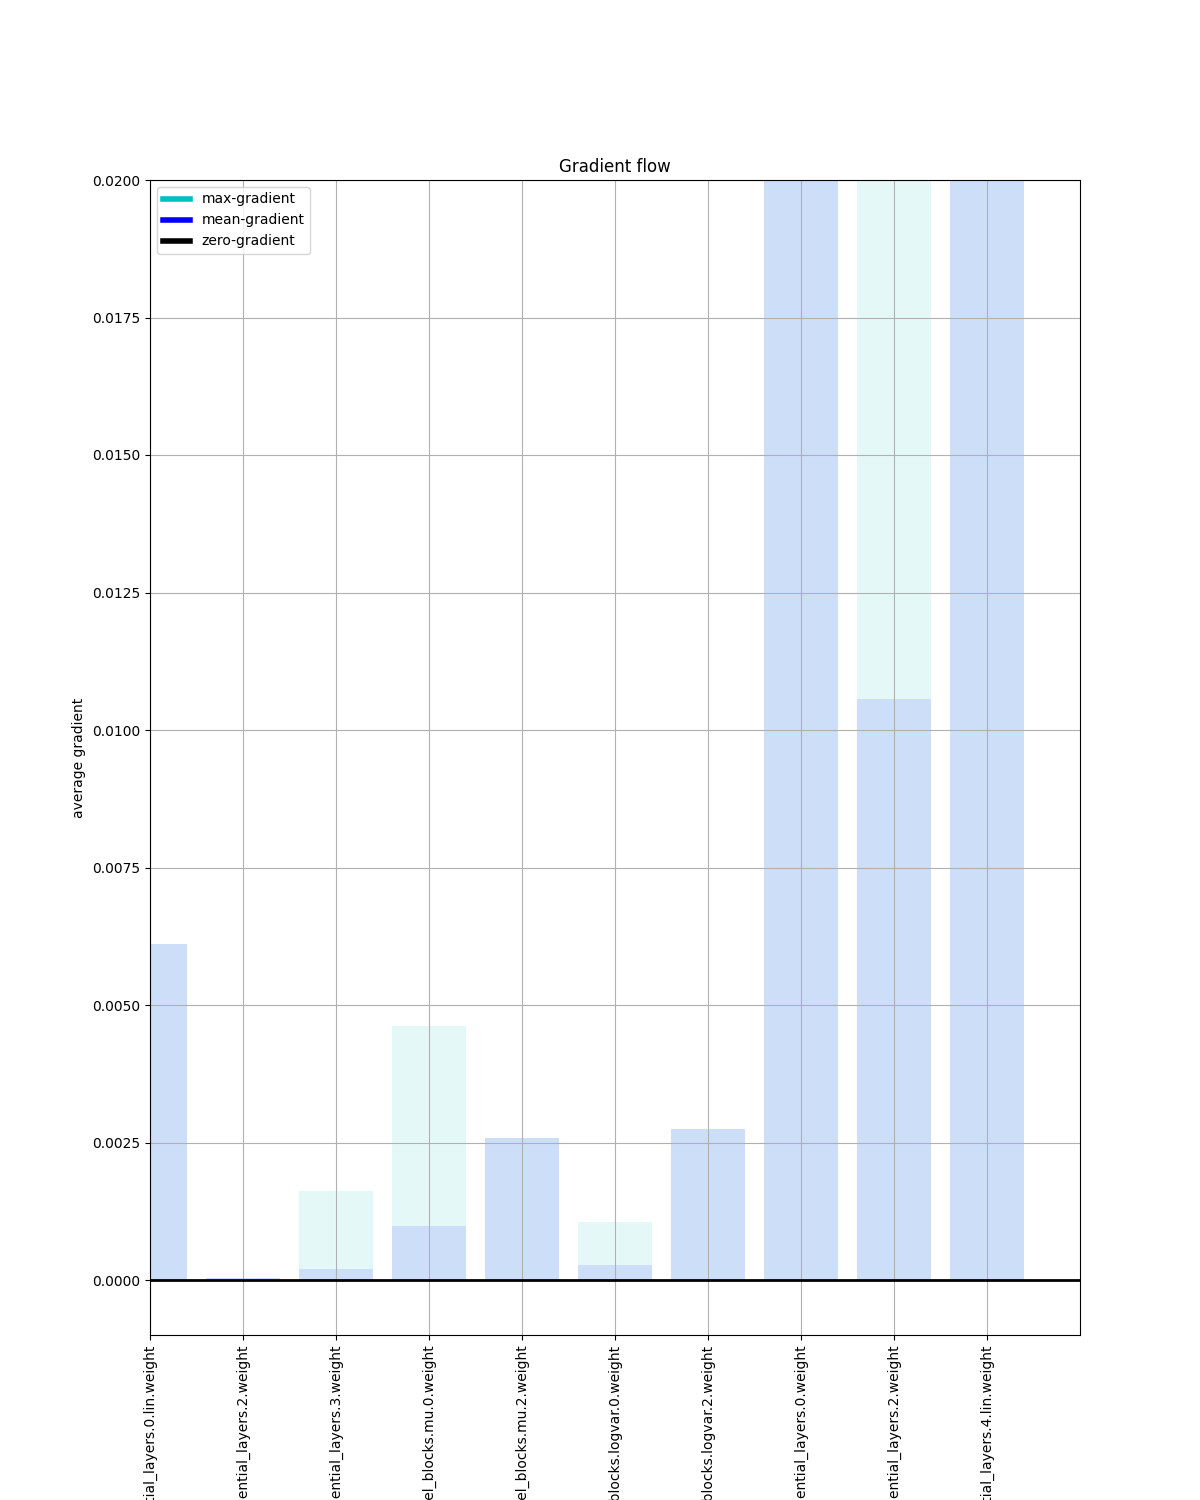 Gradient flow
max-gradient
mean-gradient
zero-gradient
0.0200
0.0175
0.0150
0.0125
0.0100
0.0075
0.0050
0.0025
0.0000
average gradient
tial_layers.0.lin.weight
ential_layers.2.weight
ential_layers.3.weight
el_blocks.mu.0.weight
el_blocks.mu.2.weight
blocks.logvar.0.weight
blocks.logvar.2.weight
ential_layers.0.weight
ential_layers.2.weight
tial_layers.4.lin.weight